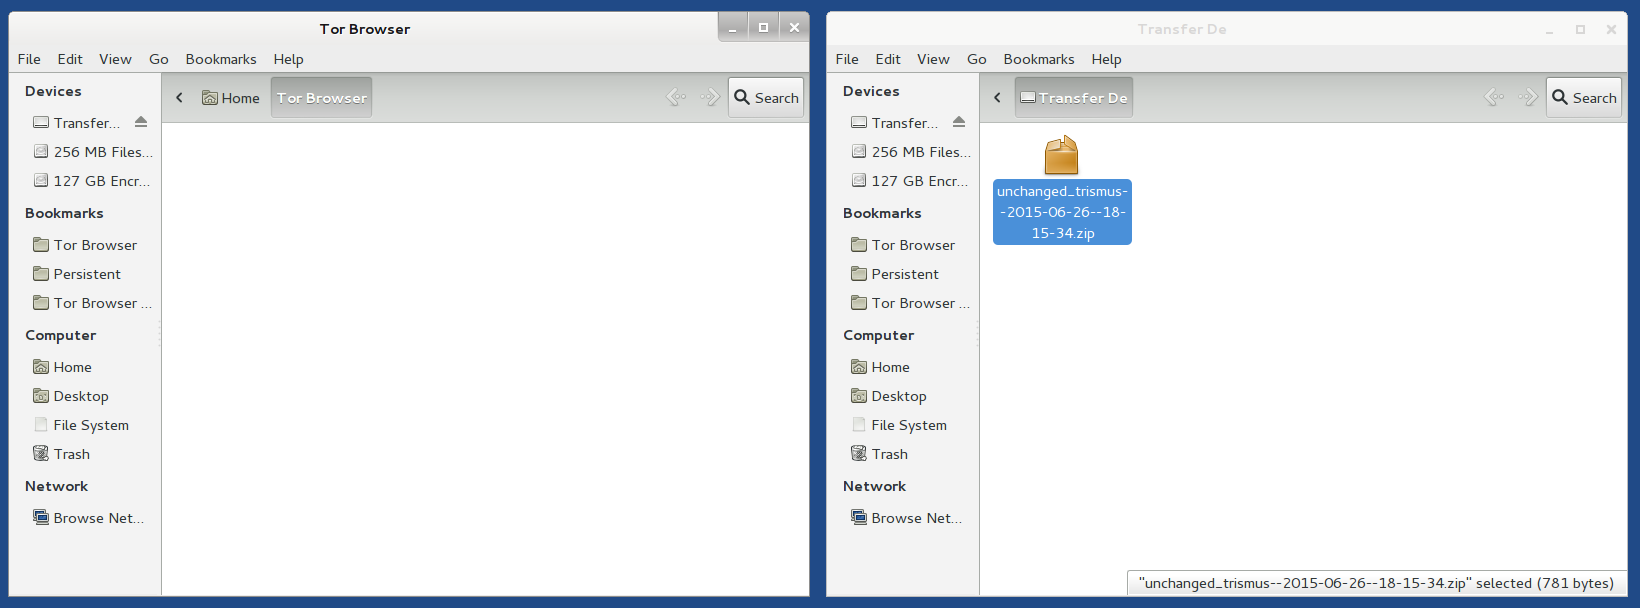 Tor Browser
File Edit View Go Bookmarks Help
Devices
Transfer...
256 MB Files...
127 GB Encr...
Bookmarks
Tor Browser
Persistent
Tor Browser ...
Computer
Home
Desktop
File System
Trash
Network
Browse Net...
Home Tor Browser Search
Transfer De
File Edit View Go Bookmarks Help
Devices
Transfer...
256 MB Files...
127 GB Encr...
Bookmarks
Tor Browser
Persistent
Tor Browser ...
Computer
Home
Desktop
File System
Trash
Network
Browse Net...
Transfer De Search
unchanged_trismus-
-2015-06-26--18-
15-34.zip
"unchanged_trismus--2015-06-26--18-15-34.zip" selected (781 bytes)